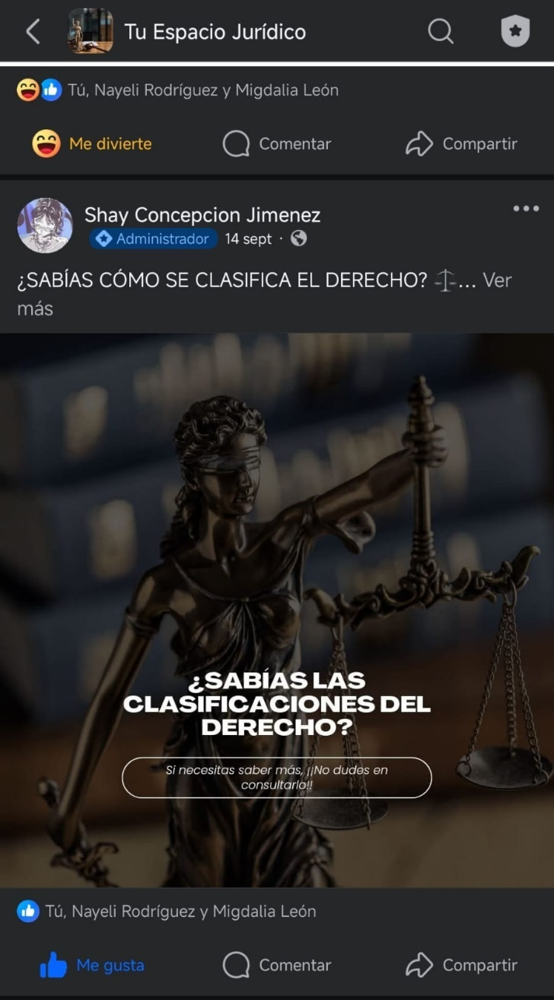 Tu Espacio Jurídico
Tú, Nayeli Rodríguez y Migdalia León
Me divierte
Comentar
Compartir
Shay Concepcion Jimenez
Administrador 14 sept ·
¿SABÍAS CÓMO SE CLASIFICA EL DERECHO? ⚖️... Ver
más
¿SABÍAS LAS
CLASIFICACIONES DEL
DERECHO?
Si necesitas saber más, ¡¡No dudes en
consultarlo!!
Tú, Nayeli Rodríguez y Migdalia León
Me gusta
Comentar
Compartir